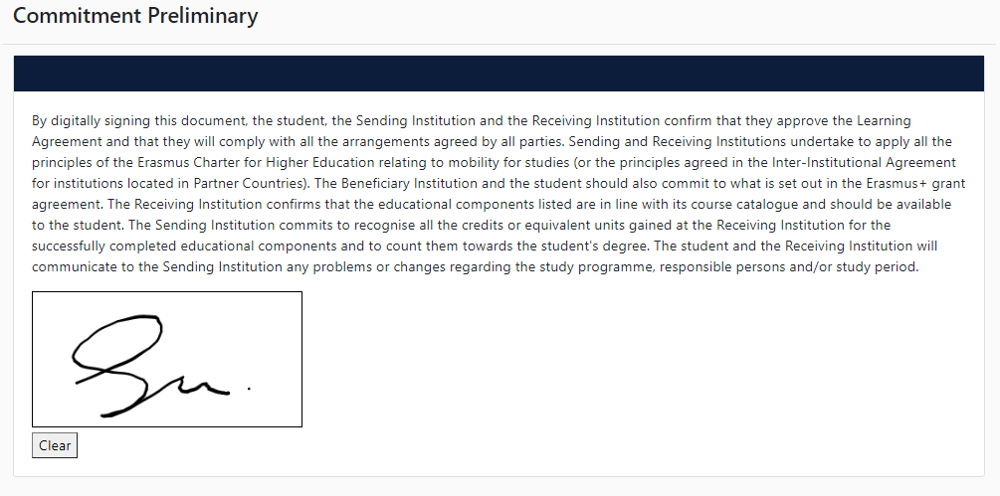 Commitment Preliminary
By digitally signing this document, the student, the Sending Institution and the Receiving Institution confirm that they approve the Learning
Agreement and that they will comply with all the arrangements agreed by all parties. Sending and Receiving Institutions undertake to apply all the
principles of the Erasmus Charter for Higher Education relating to mobility for studies (or the principles agreed in the Inter-Institutional Agreement
for institutions located in Partner Countries). The Beneficiary Institution and the student should also commit to what is set out in the Erasmus+ grant
agreement. The Receiving Institution confirms that the educational components listed are in line with its course catalogue and should be available
to the student. The Sending Institution commits to recognise all the credits or equivalent units gained at the Receiving Institution for the
successfully completed educational components and to count them towards the student's degree. The student and the Receiving Institution will
communicate to the Sending Institution any problems or changes regarding the study programme, responsible persons and/or study period.
Clear